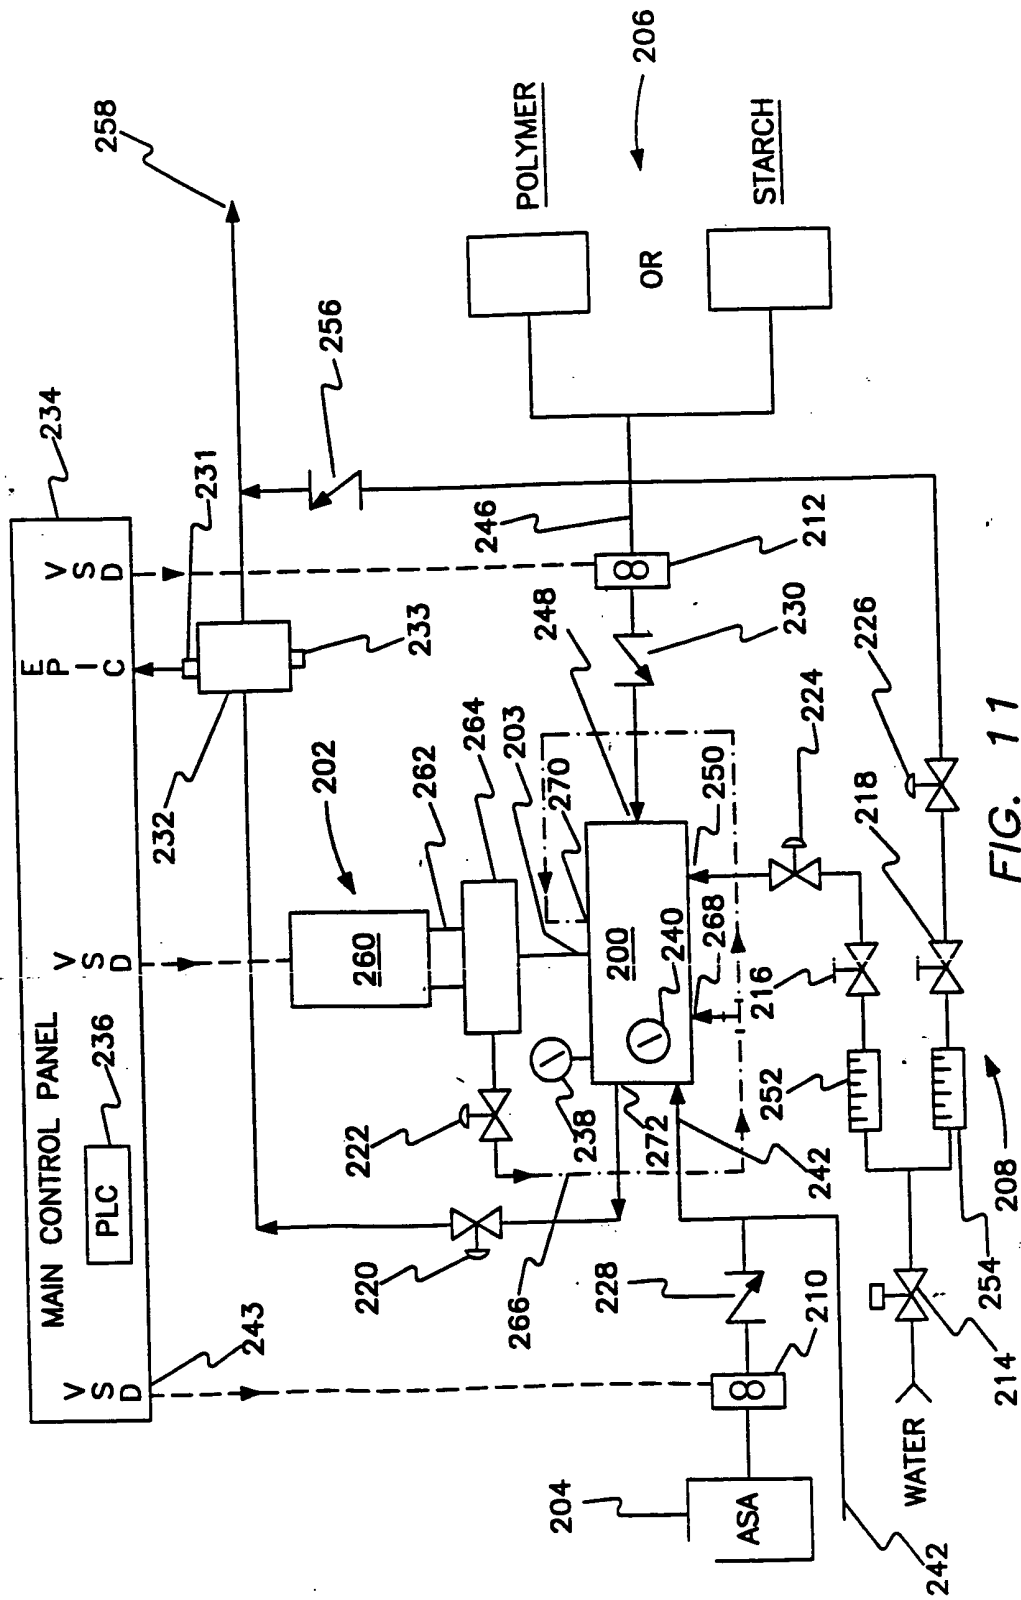 MAIN CONTROL PANEL
234
V
S
D
E
P
I
C
V
S
D
PLC
236
V
S
D
243
258
256
231
233
232
202
260
262
264
203
270
248
246
212
230
POLYMER
OR
STARCH
206
222
238
200
240
250
268
272
242
220
266
228
210
204
ASA
242
224
226
216
218
252
254
208
214
WATER
FIG. 11